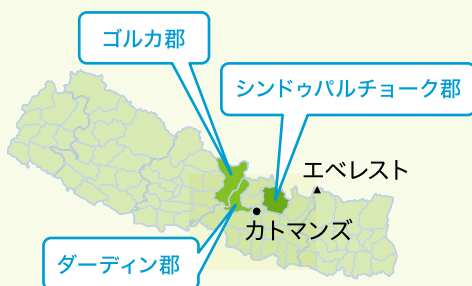 ゴルカ郡
シンドゥパルチョーク郡
エベレスト
カトマンズ
ダーディン郡